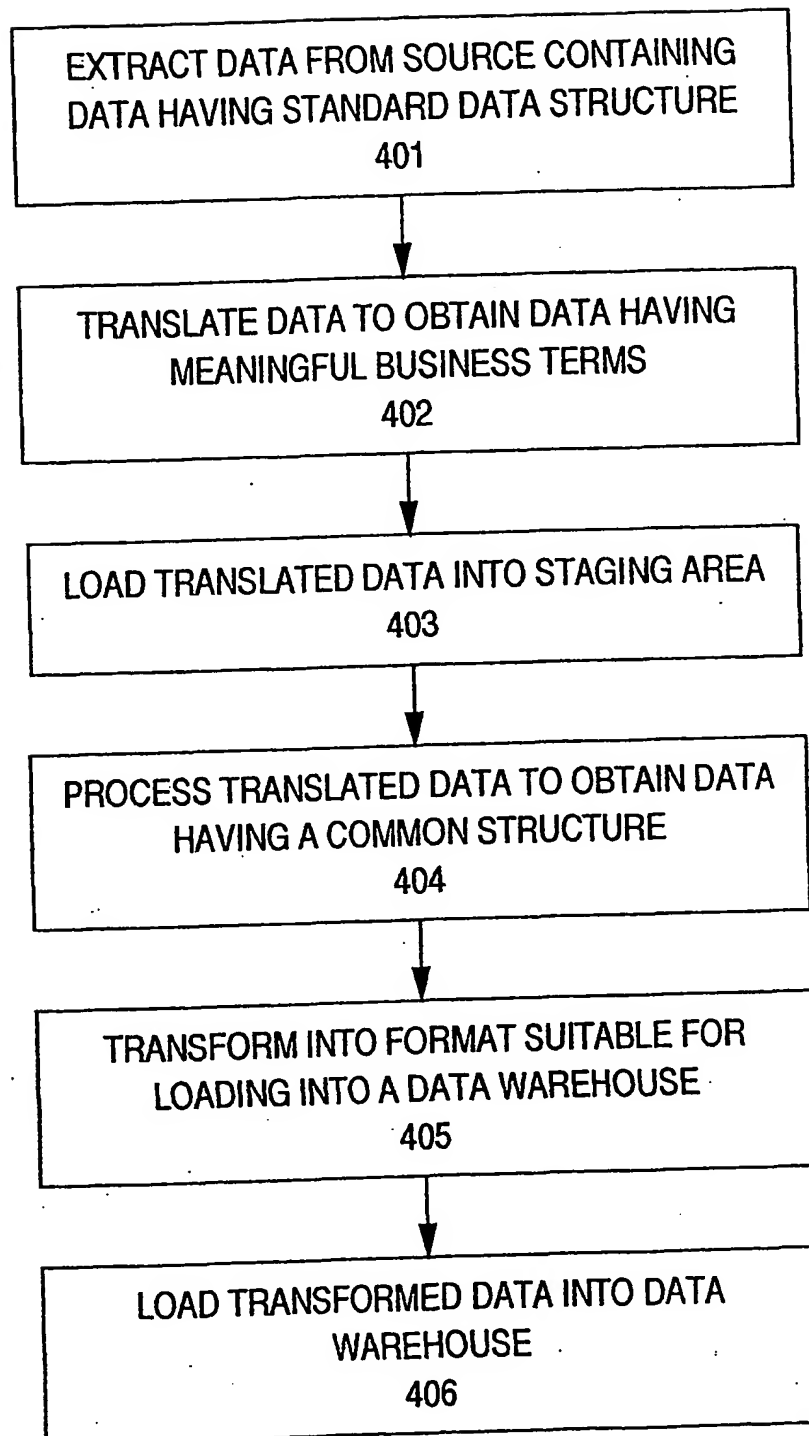 EXTRACT DATA FROM SOURCE CONTAINING
DATA HAVING STANDARD DATA STRUCTURE
401
TRANSLATE DATA TO OBTAIN DATA HAVING
MEANINGFUL BUSINESS TERMS
402
LOAD TRANSLATED DATA INTO STAGING AREA
403
PROCESS TRANSLATED DATA TO OBTAIN DATA
HAVING A COMMON STRUCTURE
404
TRANSFORM INTO FORMAT SUITABLE FOR
LOADING INTO A DATA WAREHOUSE
405
LOAD TRANSFORMED DATA INTO DATA
WAREHOUSE
406